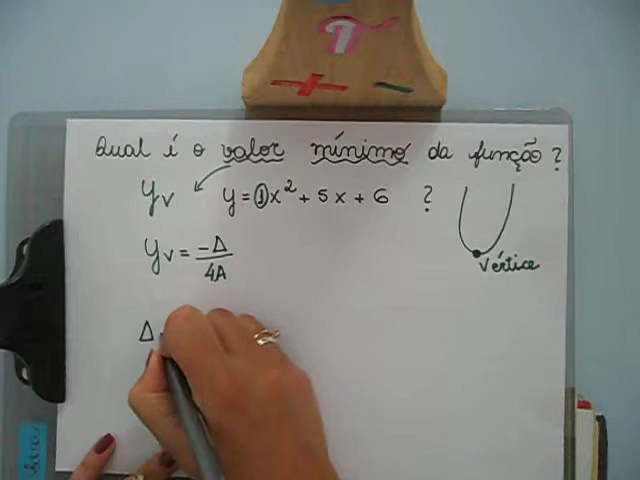 π
+ -
Qual é o valor mínimo da função?
yv y = 1x² + 5x + 6 ?
vértice
yv = -Δ/4A
Δ